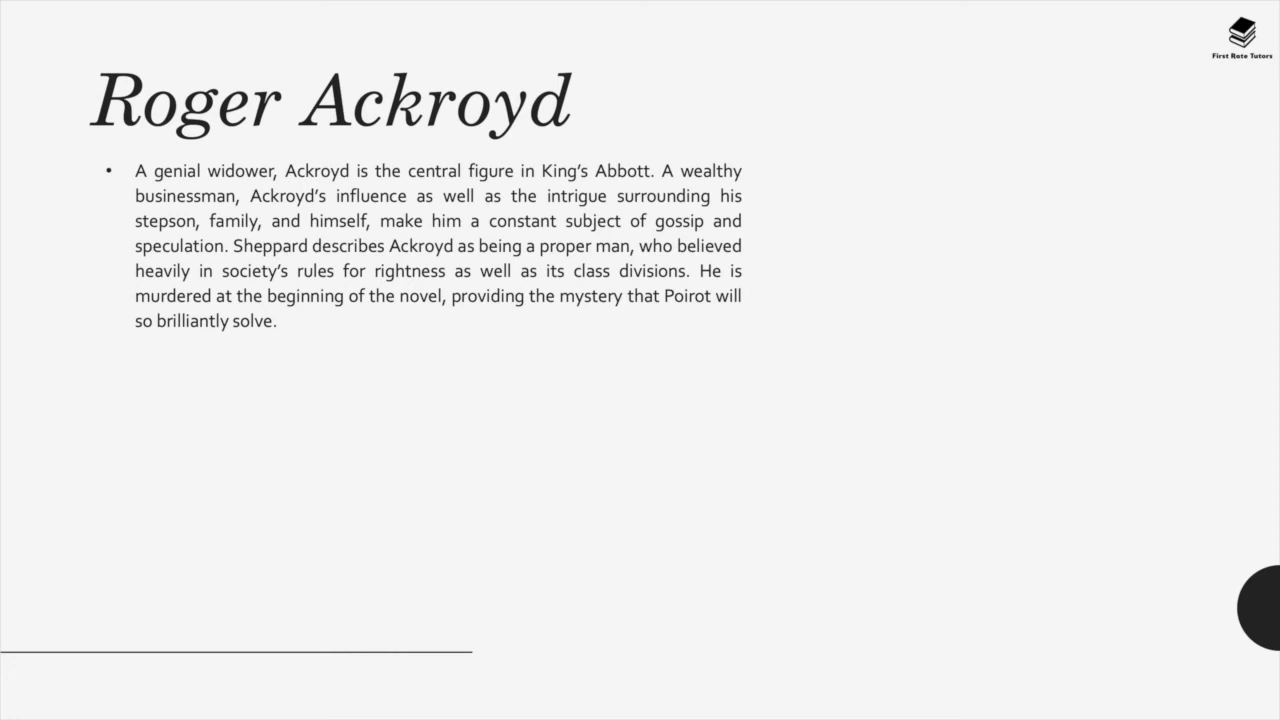 First Rate Tutors
Roger Ackroyd
• A genial widower, Ackroyd is the central figure in King’s Abbott. A wealthy
businessman, Ackroyd’s influence as well as the intrigue surrounding his
stepson, family, and himself, make him a constant subject of gossip and
speculation. Sheppard describes Ackroyd as being a proper man, who believed
heavily in society’s rules for rightness as well as its class divisions. He is
murdered at the beginning of the novel, providing the mystery that Poirot will
so brilliantly solve.